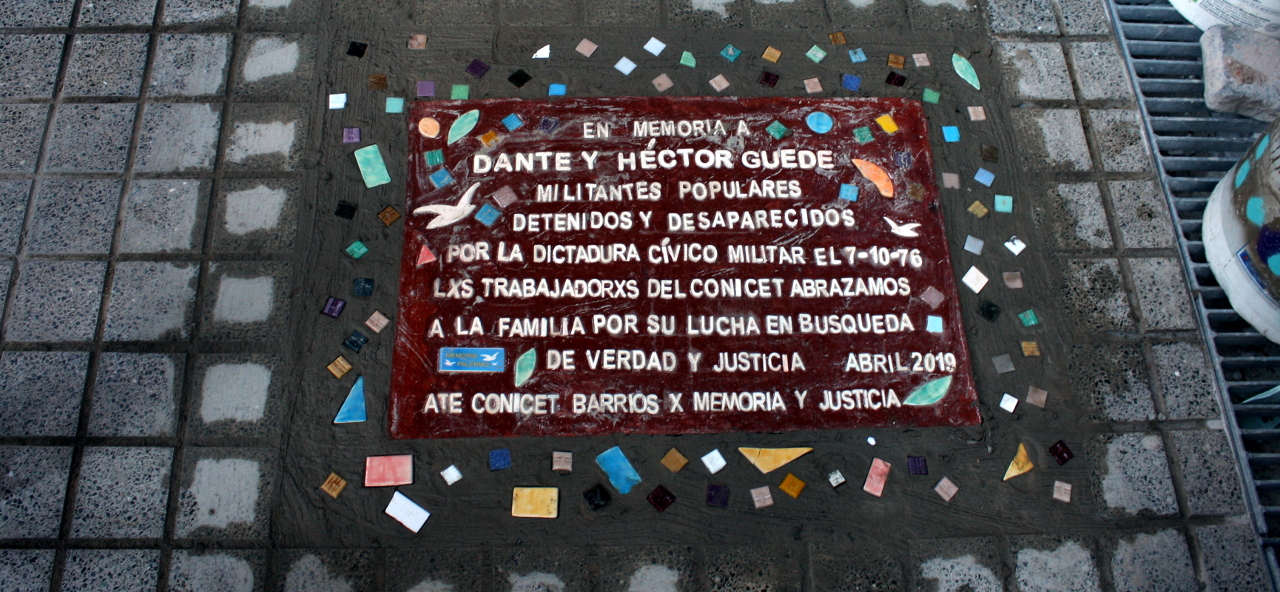 EN MEMORIA A
DANTE Y HÉCTOR GUEDE
MILITANTES POPULARES
DETENIDOS Y DESAPARECIDOS
POR LA DICTADURA CÍVICO MILITAR EL 7-10-76
LXS TRABAJADORXS DEL CONICET ABRAZAMOS
A LA FAMILIA POR SU LUCHA EN BUSQUEDA
DE VERDAD Y JUSTICIA ABRIL 2019
ATE CONICET BARRIOS X MEMORIA Y JUSTICIA